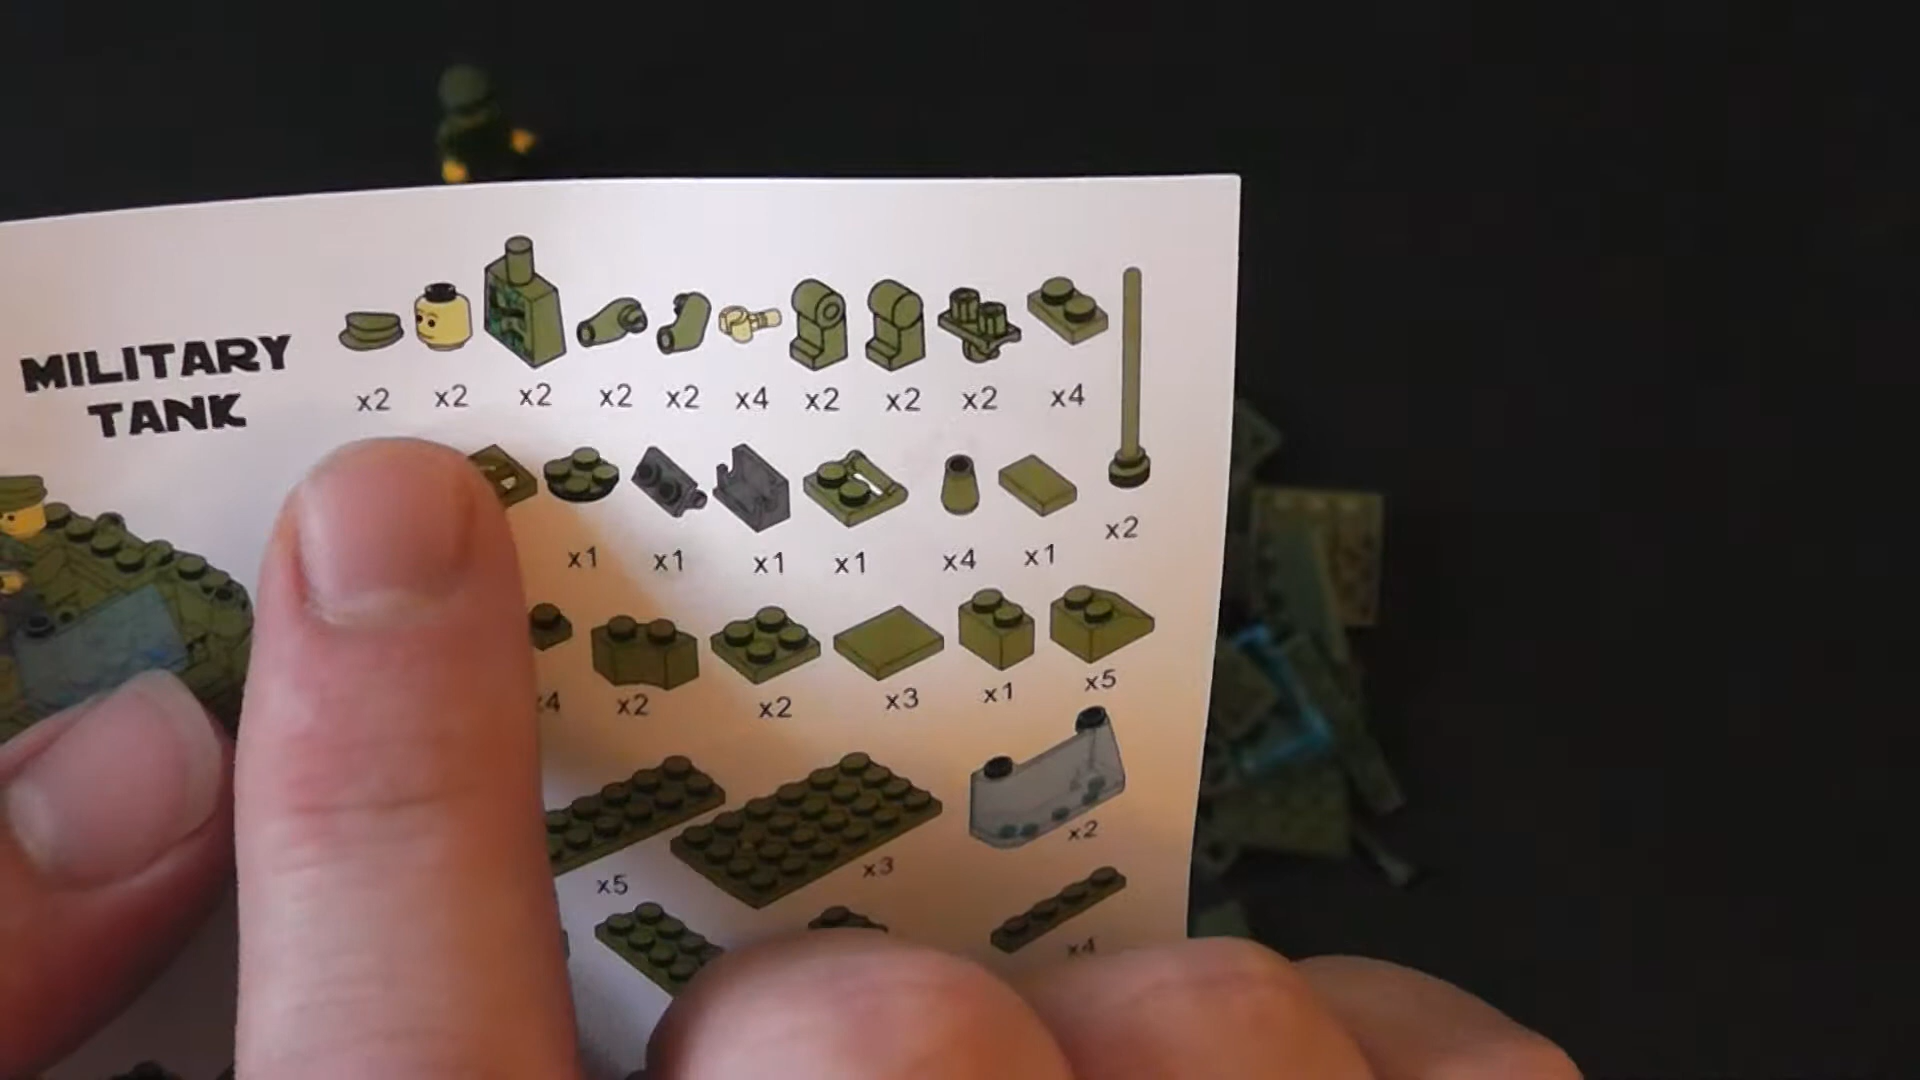 MILITARY
TANK
x2 x2 x2 x2 x2 x4 x2 x2 x2 x4
x2
x1 x1 x1 x1 x4 x1
x4 x2 x2 x3 x1 x5
x5 x3 x2
x4